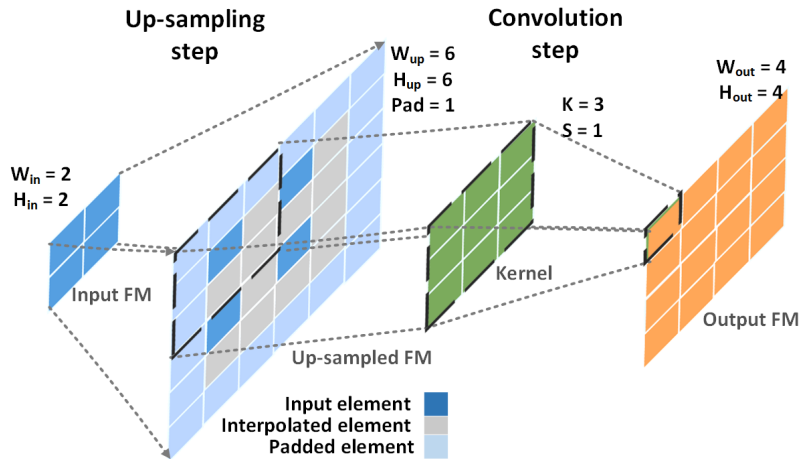 Up-sampling
step
Convolution
step
W_up = 6
H_up = 6
Pad = 1
W_out = 4
H_out = 4
K = 3
S = 1
W_in = 2
H_in = 2
Input FM
Kernel
Output FM
Up-sampled FM
Input element
Interpolated element
Padded element